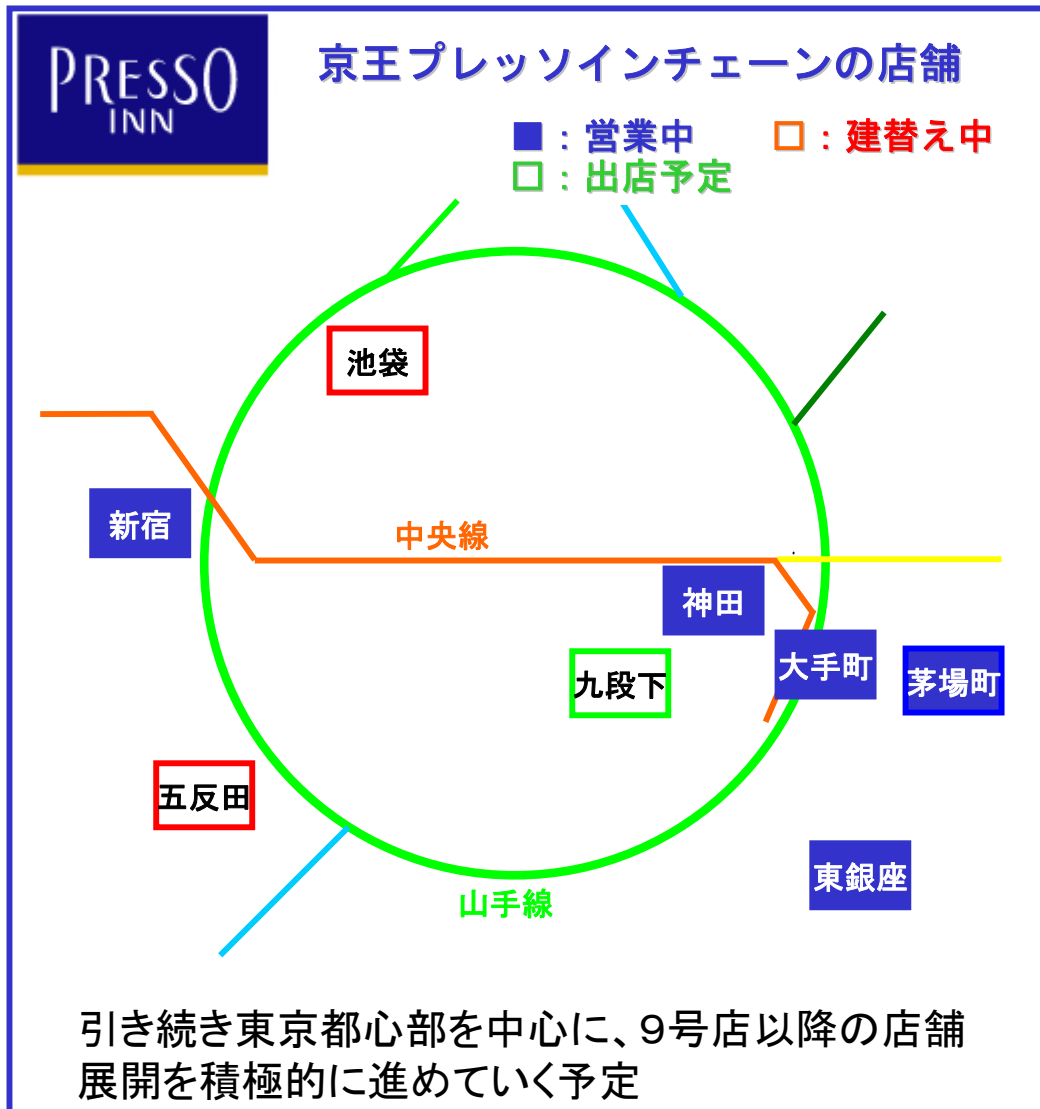 PRESSO
INN
京王プレッソインチェーンの店舗
■：営業中 □：建替え中
□：出店予定
池袋
新宿
中央線
神田
大手町
九段下
茅場町
五反田
東銀座
山手線
引き続き東京都心部を中心に、９号店以降の店舗
展開を積極的に進めていく予定